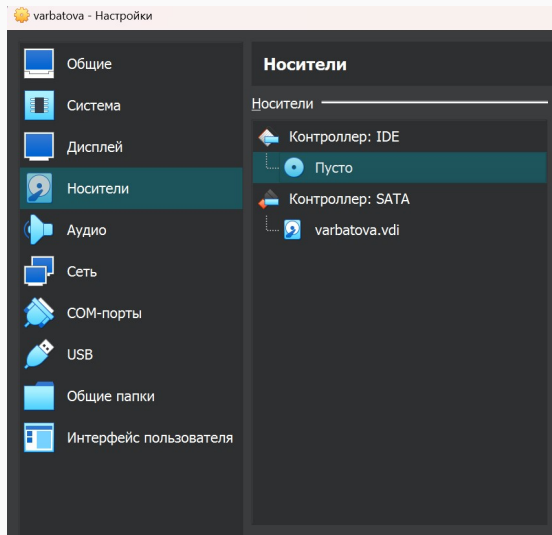 varbatova - Настройки
Общие
Система
Дисплей
Носители
Аудио
Сеть
COM-порты
USB
Общие папки
Интерфейс пользователя
Носители
Носители
Контроллер: IDE
Пусто
Контроллер: SATA
varbatova.vdi